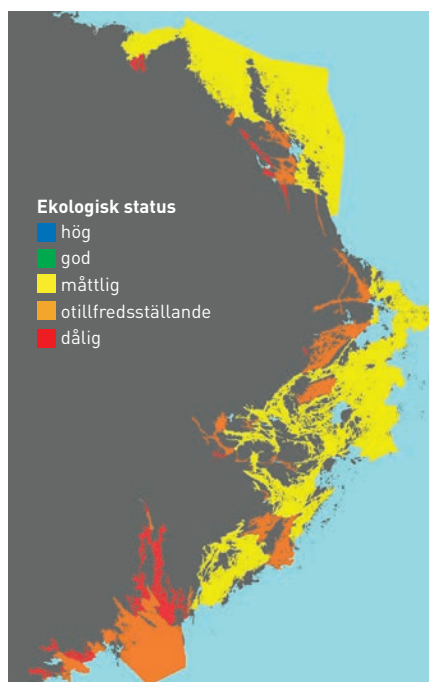 Ekologisk status
hög
god
måttlig
otillfredsställande
dålig